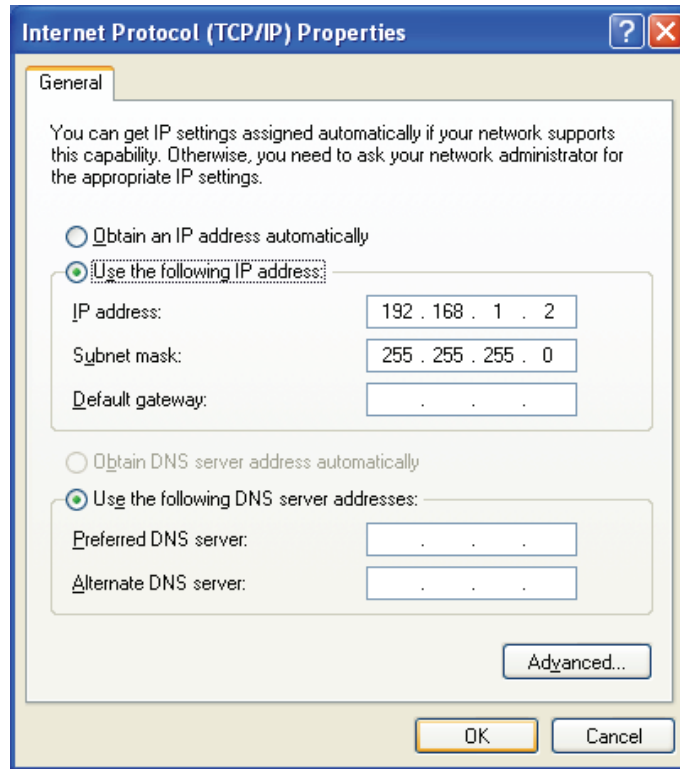 Internet Protocol (TCP/IP) Properties
General
You can get IP settings assigned automatically if your network supports
this capability. Otherwise, you need to ask your network administrator for
the appropriate IP settings.
Obtain an IP address automatically
Use the following IP address:
IP address: 192 . 168 . 1 . 2
Subnet mask: 255 . 255 . 255 . 0
Default gateway: . . .
Obtain DNS server address automatically
Use the following DNS server addresses:
Preferred DNS server: . . .
Alternate DNS server: . . .
Advanced...
OK Cancel